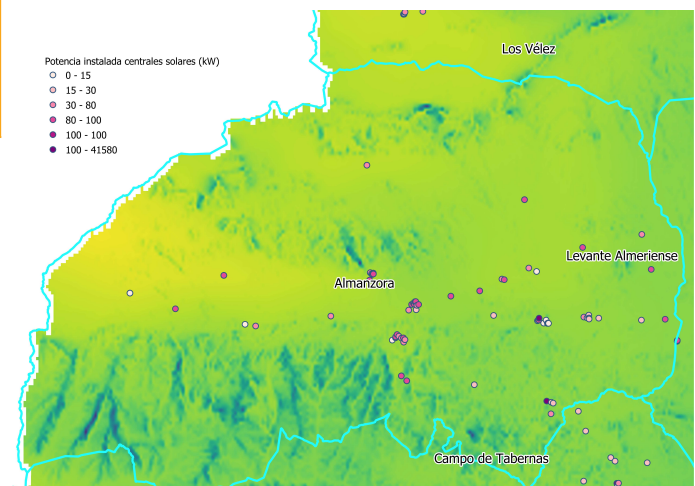 Los Vélez
Potencia instalada centrales solares (kW)
0 - 15
15 - 30
30 - 80
80 - 100
100 - 100
100 - 41580
Levante Almeriense
Almanzora
Campo de Tabernas